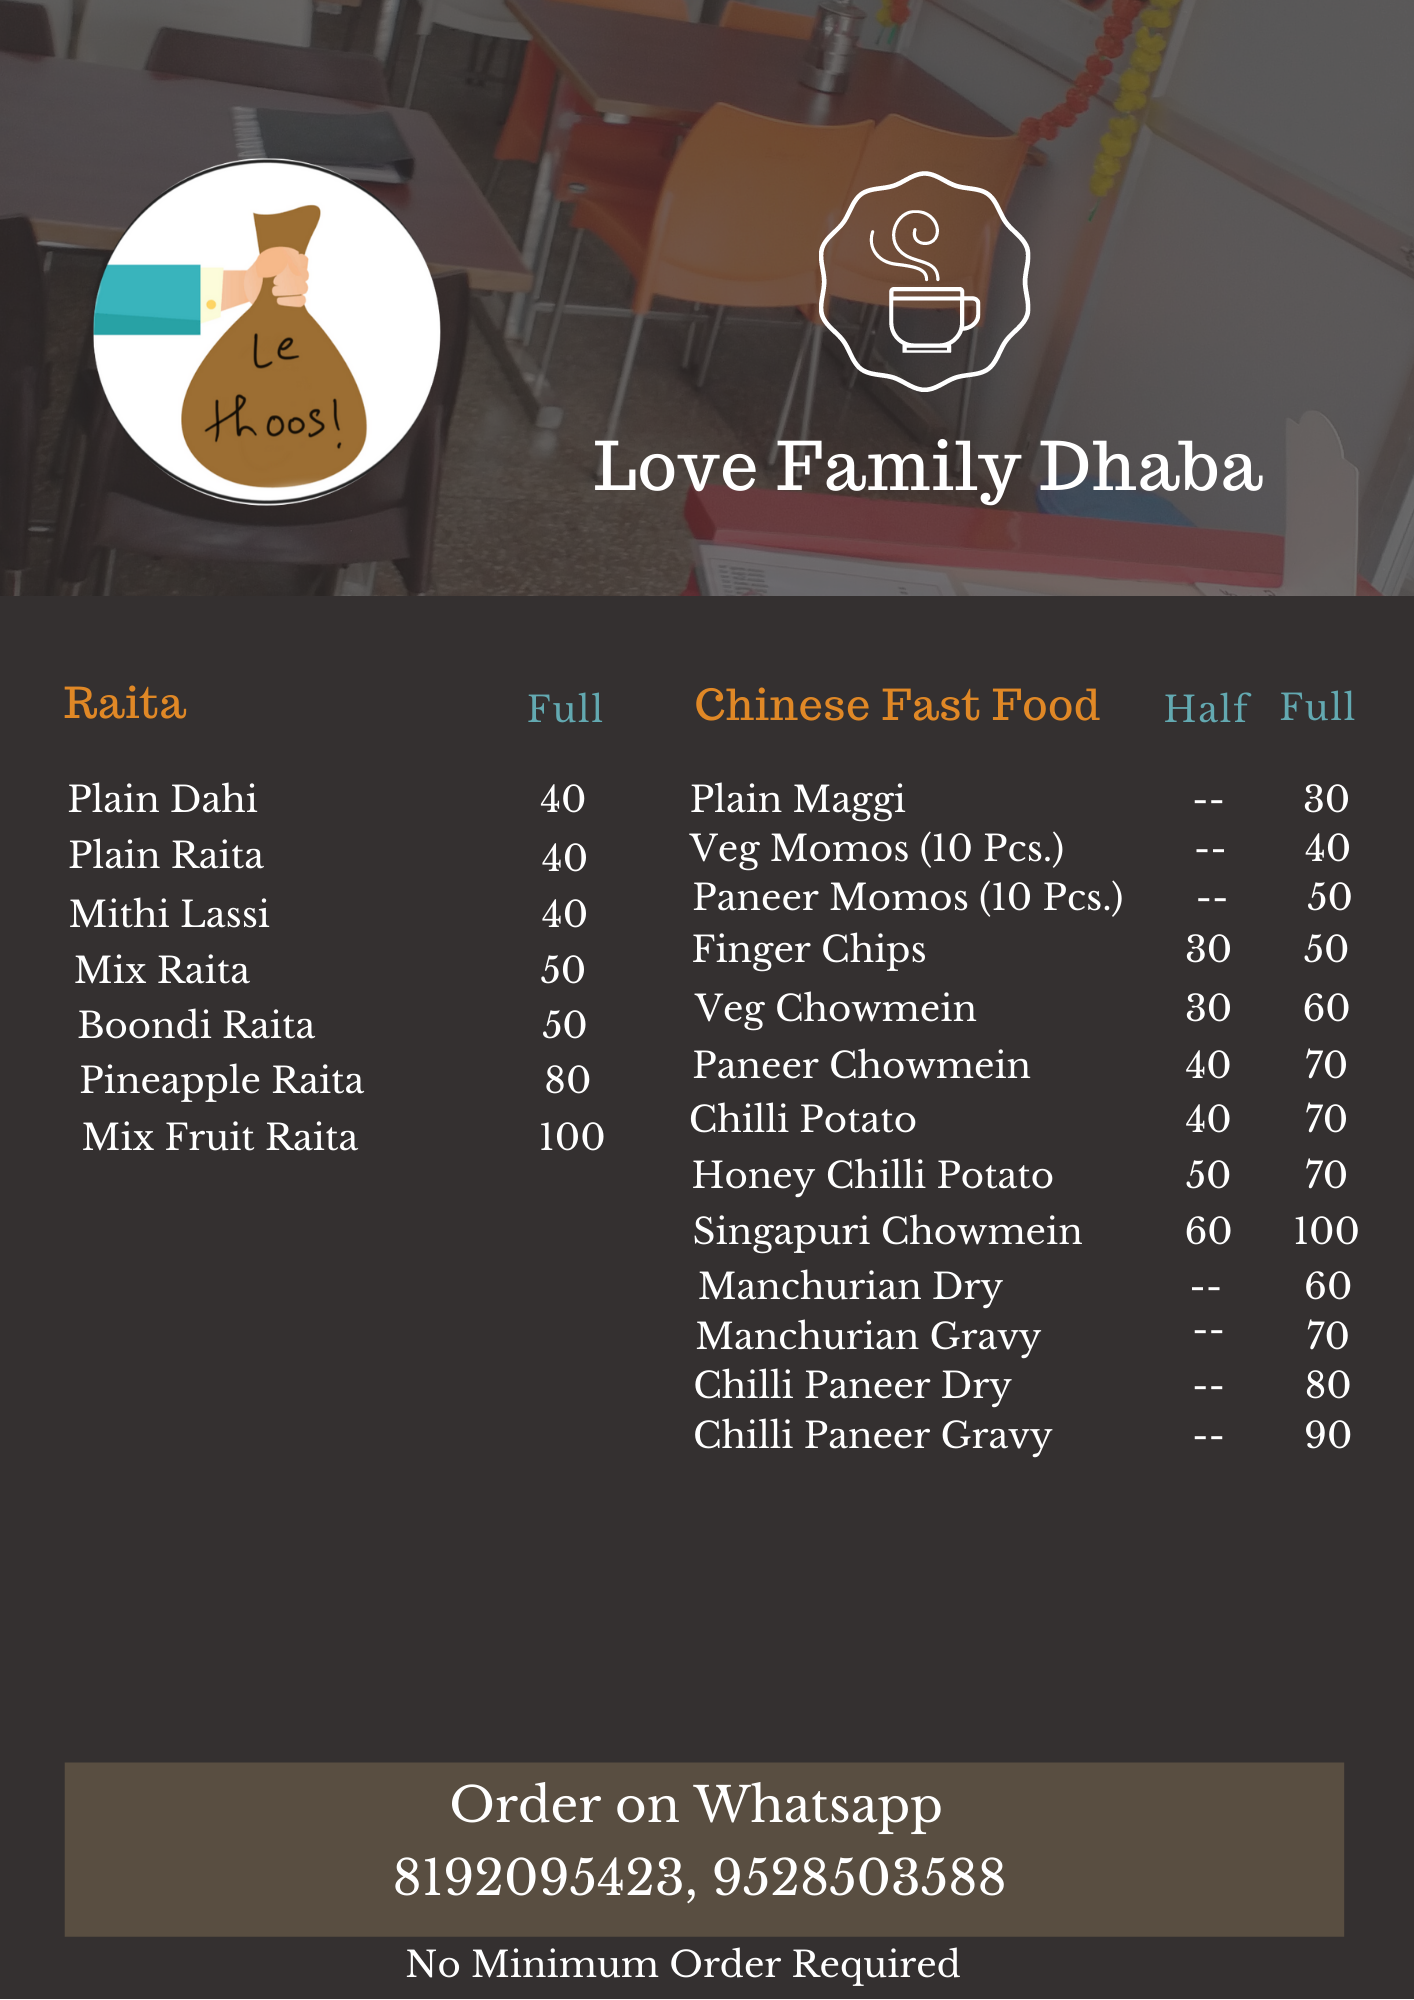 Le
thoos!
Love Family Dhaba
Raita Full
Plain Dahi 40
Plain Raita 40
Mithi Lassi 40
Mix Raita 50
Boondi Raita 50
Pineapple Raita 80
Mix Fruit Raita 100
Chinese Fast Food Half Full
Plain Maggi -- 30
Veg Momos (10 Pcs.) -- 40
Paneer Momos (10 Pcs.) -- 50
Finger Chips 30 50
Veg Chowmein 30 60
Paneer Chowmein 40 70
Chilli Potato 40 70
Honey Chilli Potato 50 70
Singapuri Chowmein 60 100
Manchurian Dry -- 60
Manchurian Gravy -- 70
Chilli Paneer Dry -- 80
Chilli Paneer Gravy -- 90
Order on Whatsapp
8192095423, 9528503588
No Minimum Order Required